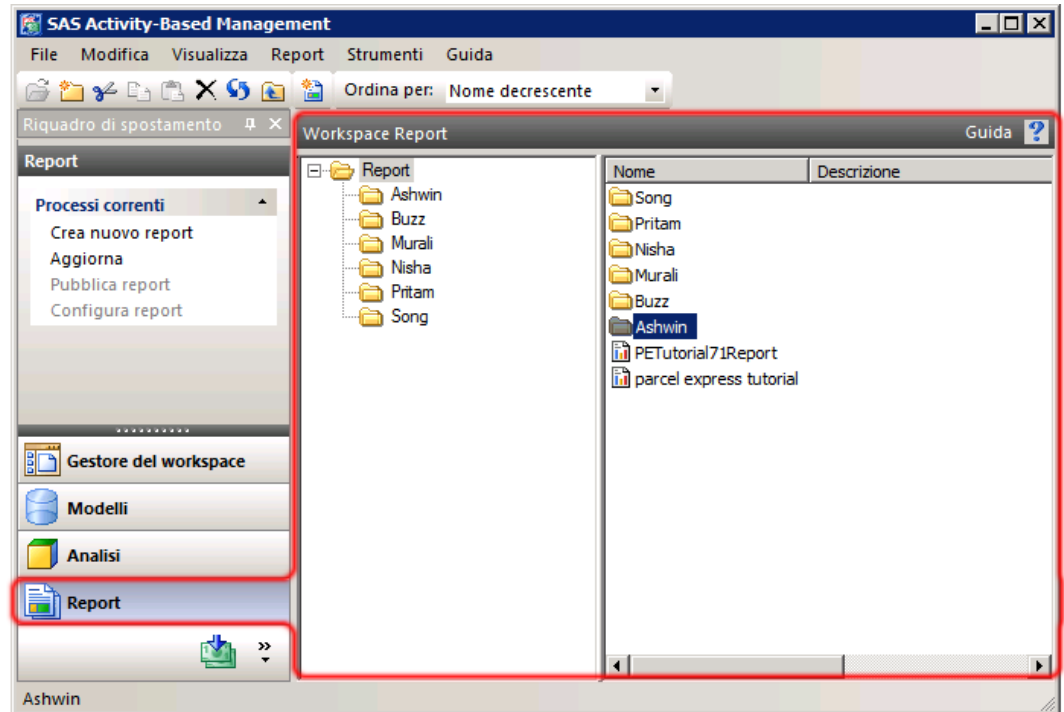 SAS Activity-Based Management
File Modifica Visualizza Report Strumenti Guida
Ordina per: Nome decrescente
Riquadro di spostamento
Report
Processi correnti
Crea nuovo report
Aggiorna
Pubblica report
Configura report
Gestore del workspace
Modelli
Analisi
Report
Workspace Report
Guida ?
Report
Ashwin
Buzz
Murali
Nisha
Pritam
Song
Nome Descrizione
Song
Pritam
Nisha
Murali
Buzz
Ashwin
PETutorial71Report
parcel express tutorial
Ashwin